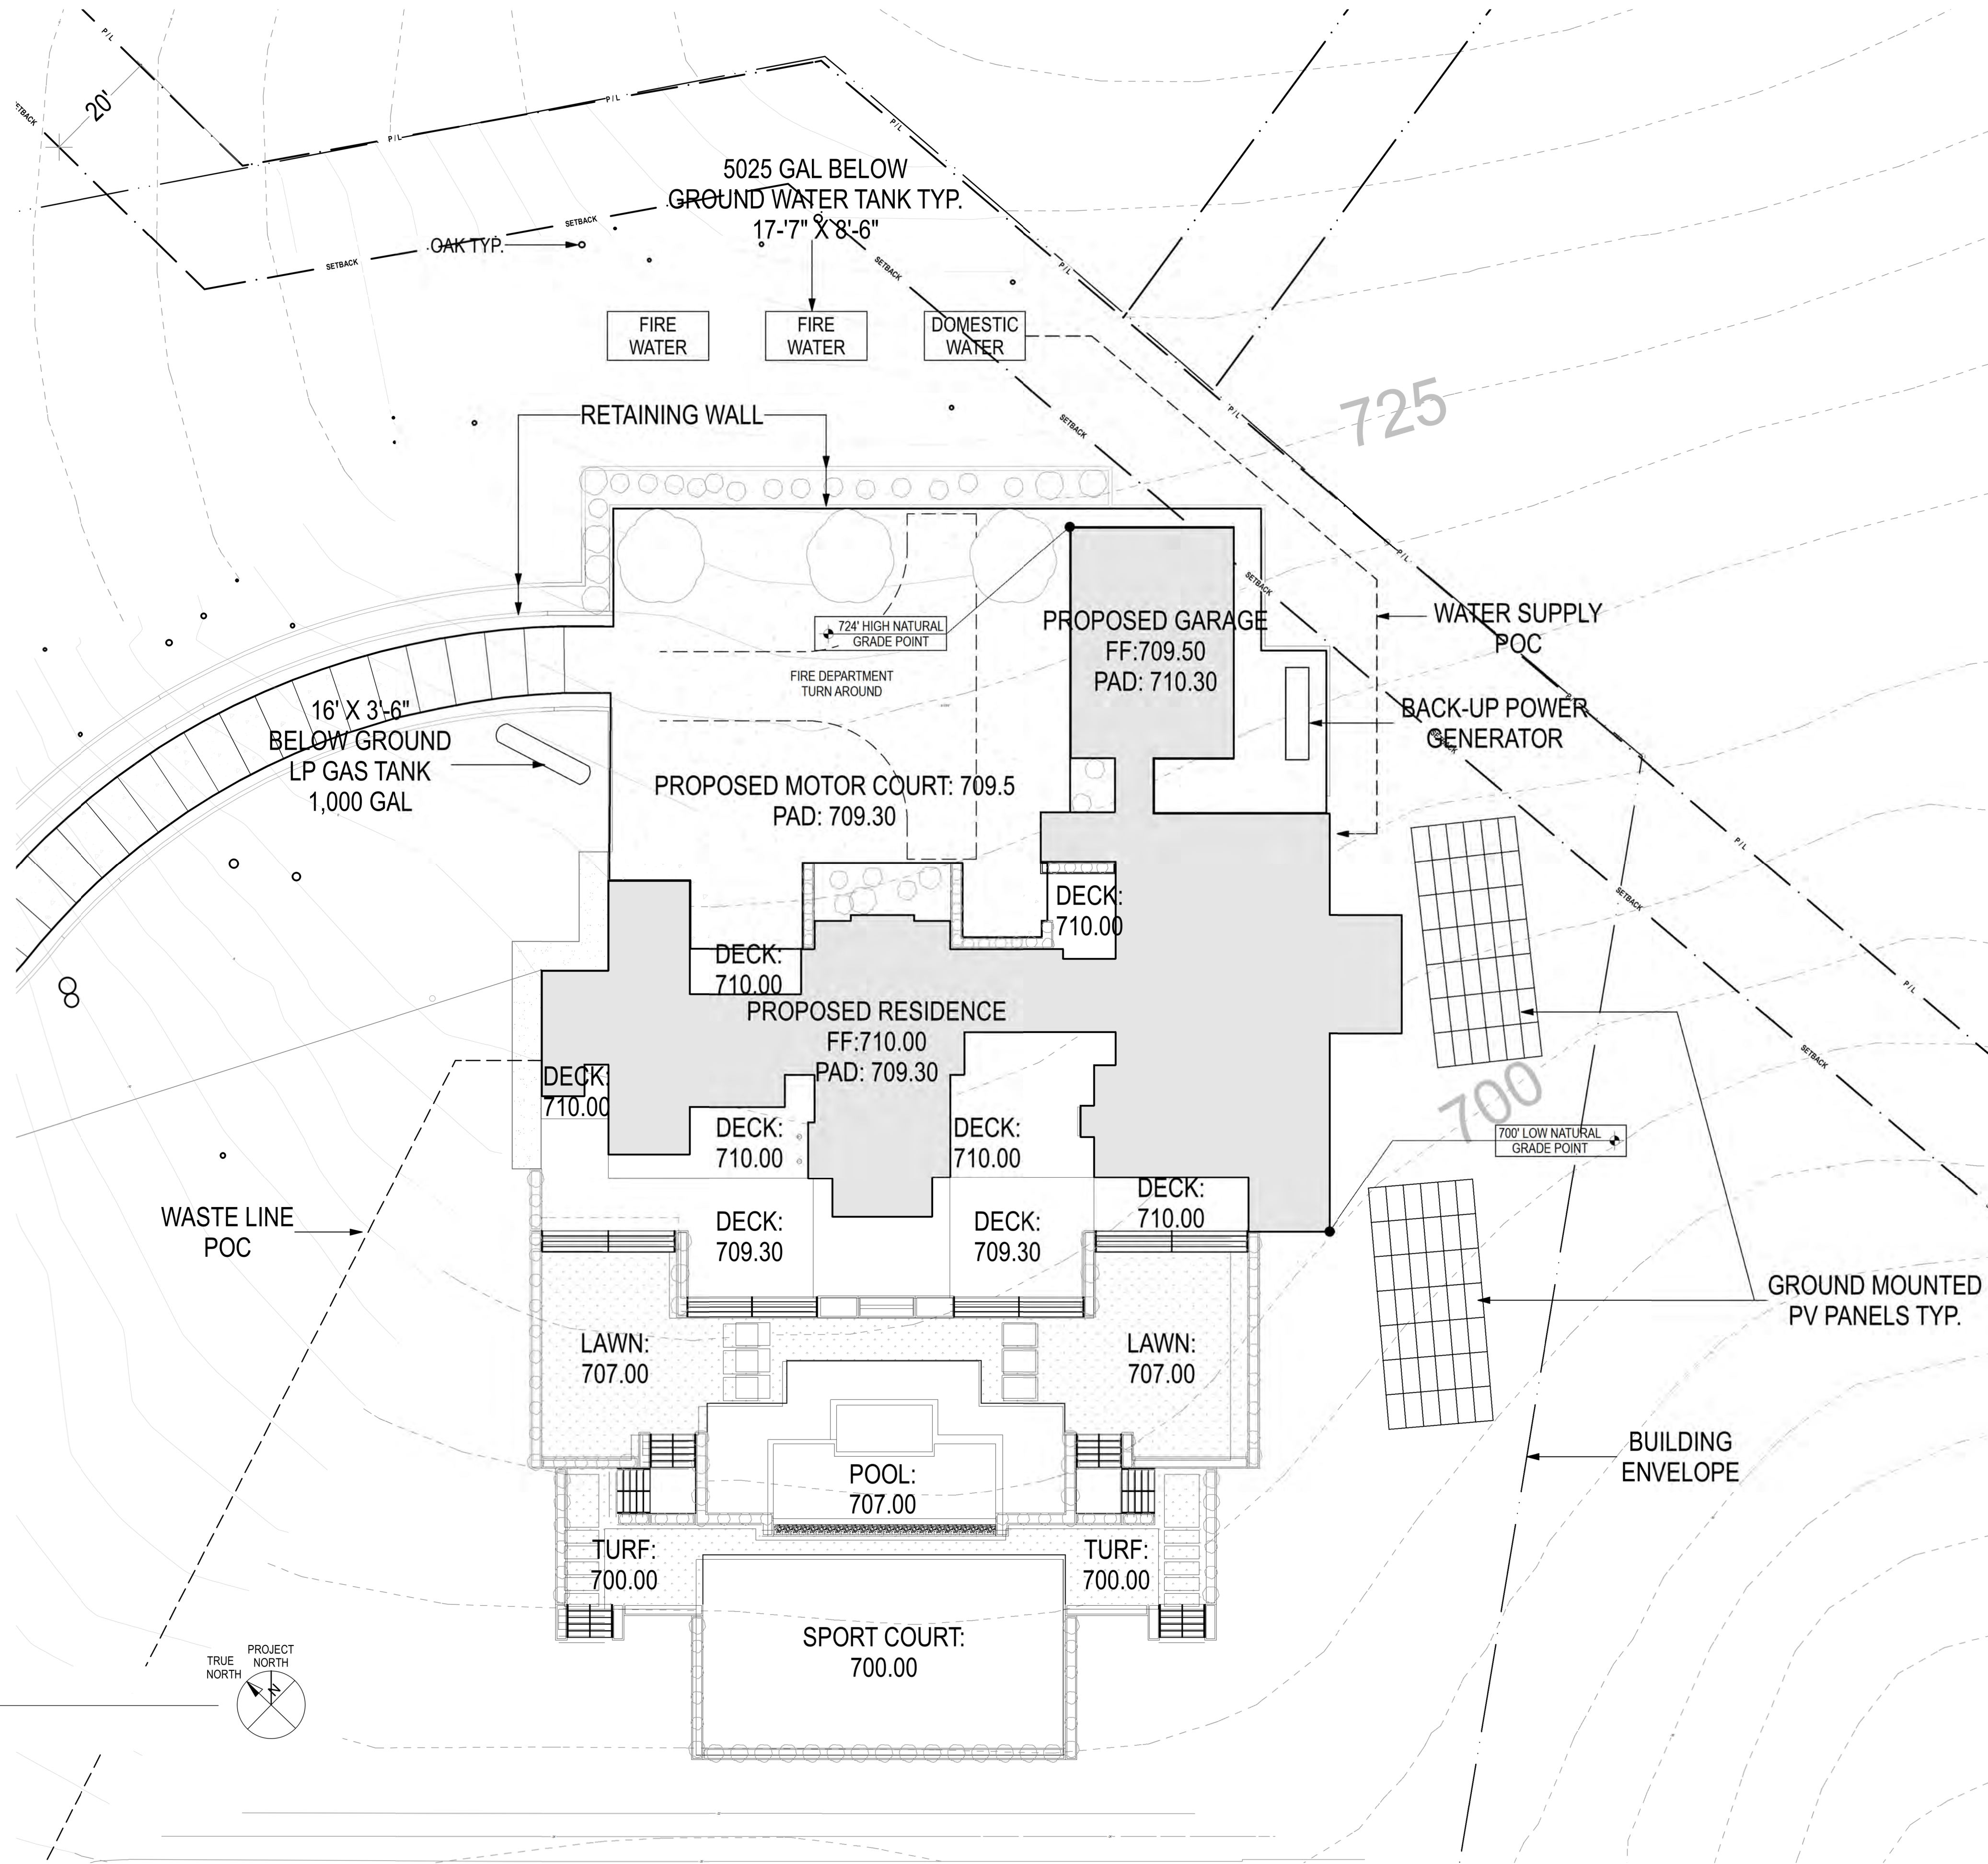 P/L
20'
SETBACK
P/L
P/L
P/L
5025 GAL BELOW
GROUND WATER TANK TYP.
17-'7" X 8'-6"
SETBACK
OAK TYP.
SETBACK
SETBACK
P/L
FIRE
WATER
FIRE
WATER
DOMESTIC
WATER
725
RETAINING WALL
SETBACK
P/L
P/L
SETBACK
724' HIGH NATURAL
GRADE POINT
PROPOSED GARAGE
FF:709.50
PAD: 710.30
WATER SUPPLY
POC
FIRE DEPARTMENT
TURN AROUND
P/L
16' X 3'-6"
BELOW GROUND
LP GAS TANK
1,000 GAL
BACK-UP POWER
GENERATOR
SETBACK
PROPOSED MOTOR COURT: 709.5
PAD: 709.30
P/L
DECK:
710.00
SETBACK
DECK:
710.00
P/L
PROPOSED RESIDENCE
FF:710.00
PAD: 709.30
SETBACK
DECK:
710.00
700
DECK:
710.00
DECK:
710.00
700' LOW NATURAL
GRADE POINT
DECK:
710.00
WASTE LINE
POC
DECK:
709.30
DECK:
709.30
GROUND MOUNTED
PV PANELS TYP.
LAWN:
707.00
LAWN:
707.00
BUILDING
ENVELOPE
POOL:
707.00
TURF:
700.00
TURF:
700.00
SPORT COURT:
700.00
PROJECT
NORTH
TRUE
NORTH
N